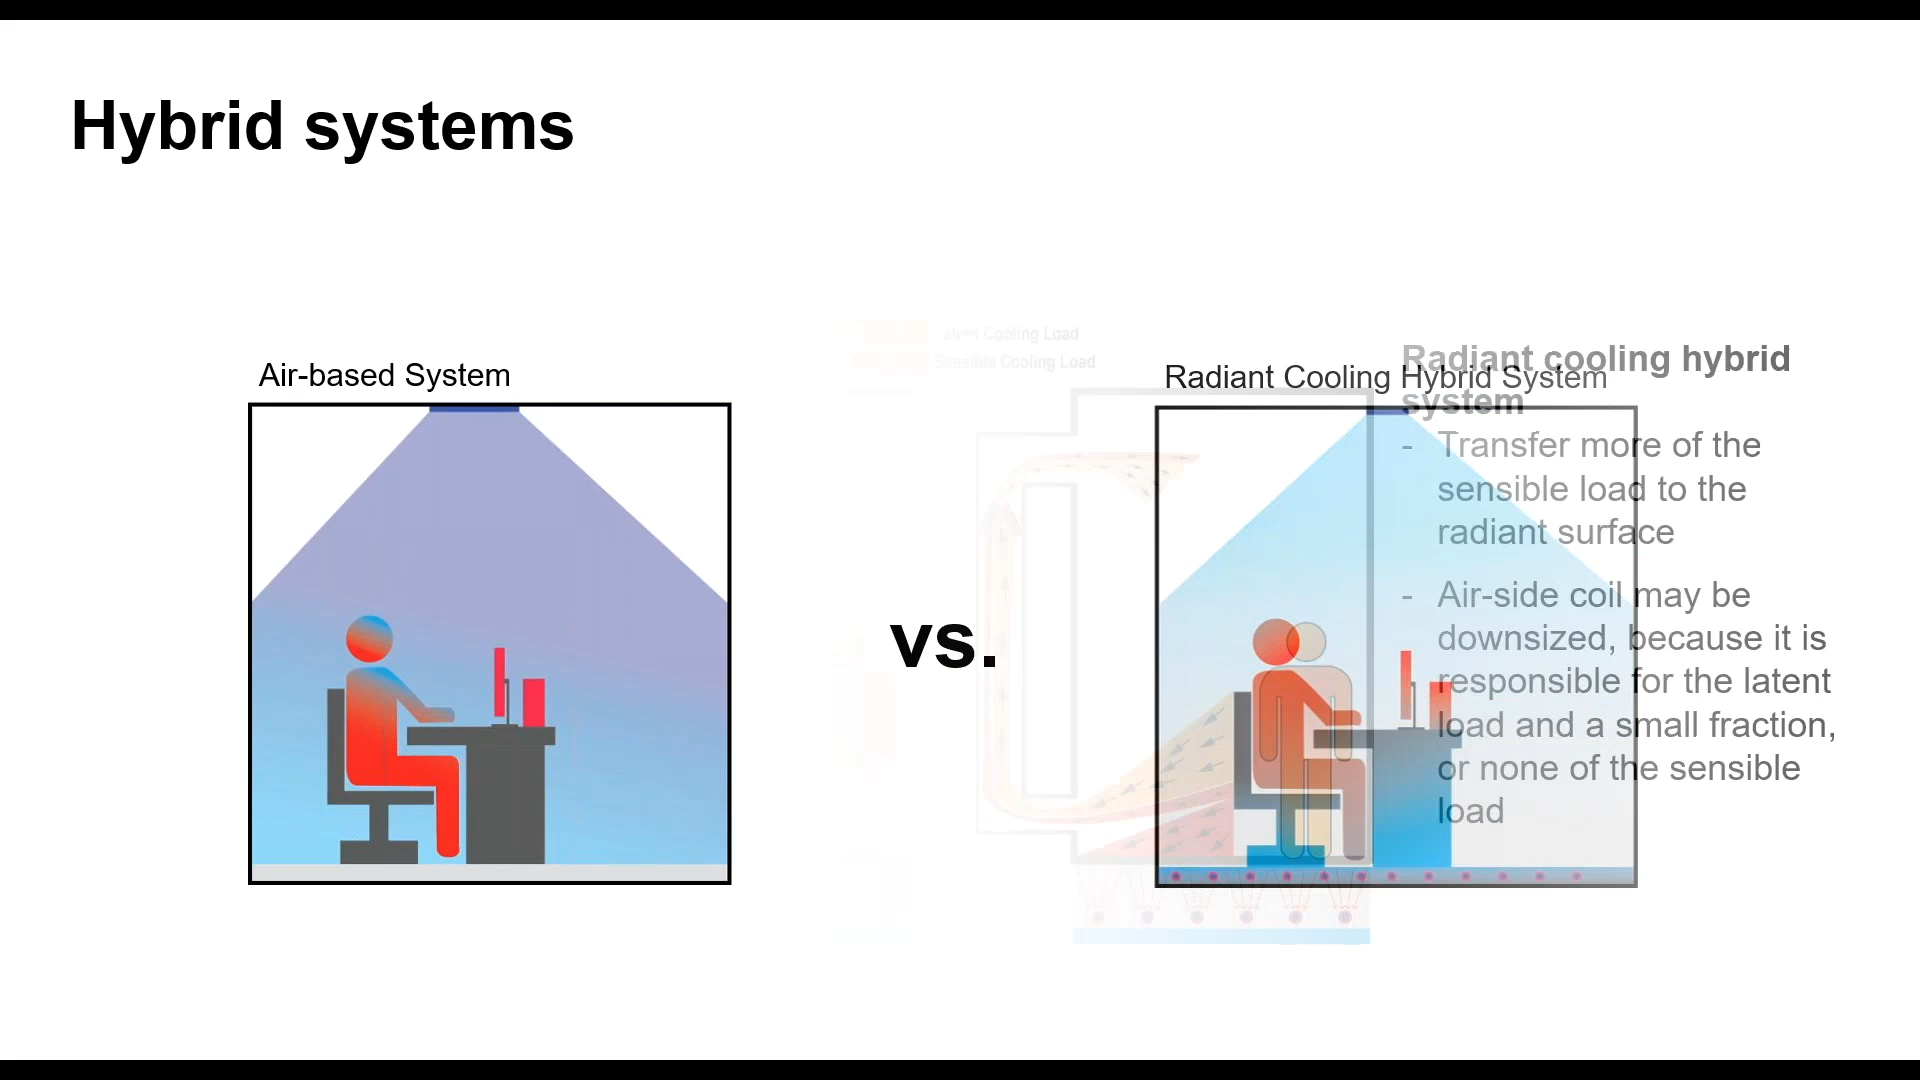 Hybrid systems
Latent Cooling Load
Sensible Cooling Load
Air-based System
Radiant Cooling Hybrid System
vs.
Radiant cooling hybrid
system
- Transfer more of the
sensible load to the
radiant surface
- Air-side coil may be
downsized, because it is
responsible for the latent
load and a small fraction,
or none of the sensible
load